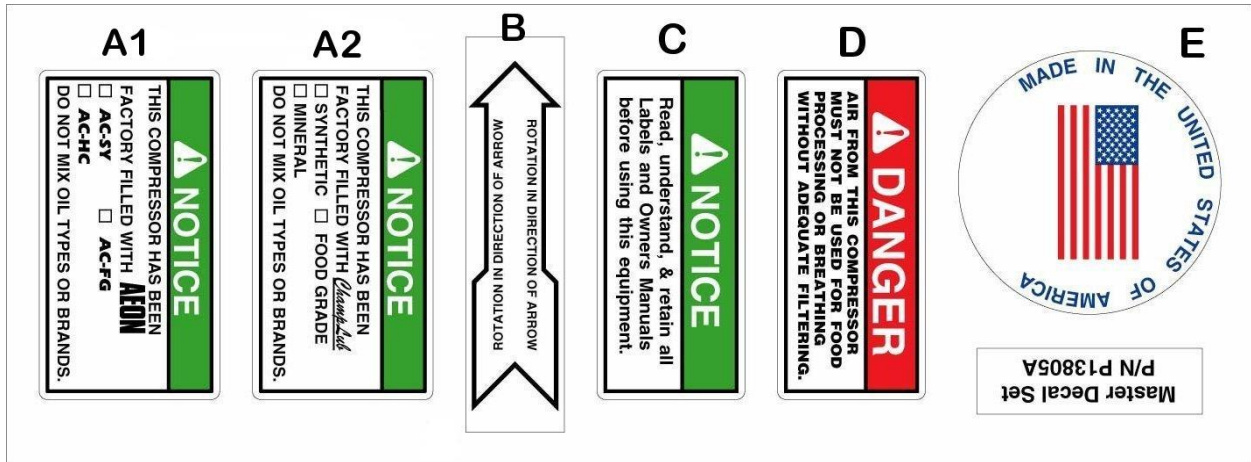 A1
⚠ NOTICE
THIS COMPRESSOR HAS BEEN
FACTORY FILLED WITH AEON
☐ AC-SY ☐ AC-FG
☐ AC-HC
DO NOT MIX OIL TYPES OR BRANDS.
A2
⚠ NOTICE
THIS COMPRESSOR HAS BEEN
FACTORY FILLED WITH ChampLub
☐ SYNTHETIC ☐ FOOD GRADE
☐ MINERAL
DO NOT MIX OIL TYPES OR BRANDS.
B
ROTATION IN DIRECTION OF ARROW
ROTATION IN DIRECTION OF ARROW
C
⚠ NOTICE
Read, understand, & retain all
Labels and Owners Manuals
before using this equipment.
D
⚠ DANGER
AIR FROM THIS COMPRESSOR
MUST NOT BE USED FOR FOOD
PROCESSING OR BREATHING
WITHOUT ADEQUATE FILTERING.
E
MADE IN THE UNITED STATES OF AMERICA
Master Decal Set
P/N P13805A